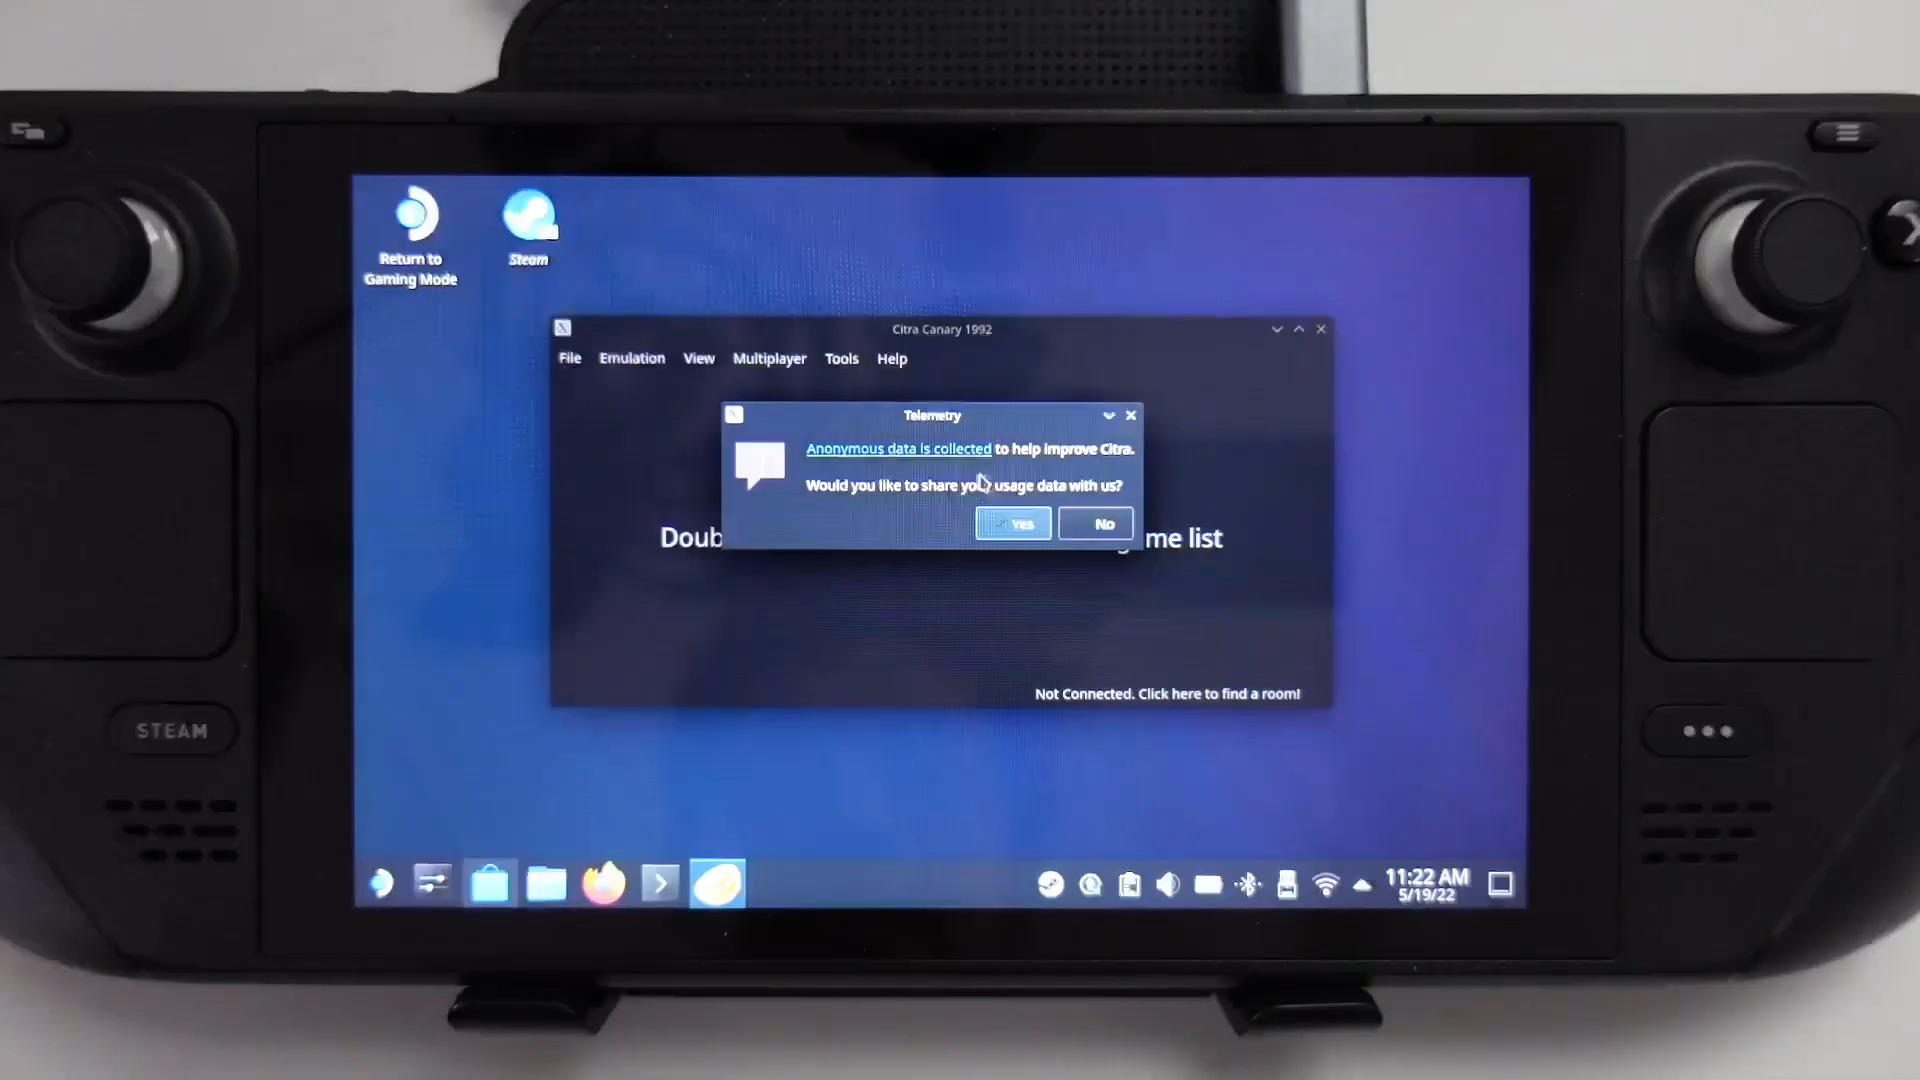 Return to
Gaming Mode
Steam
Citra Canary 1992
File Emulation View Multiplayer Tools Help
Telemetry
Anonymous data is collected to help improve Citra.
Would you like to share your usage data with us?
Yes No
Doub me list
Not Connected. Click here to find a room!
STEAM
11:22 AM
5/19/22